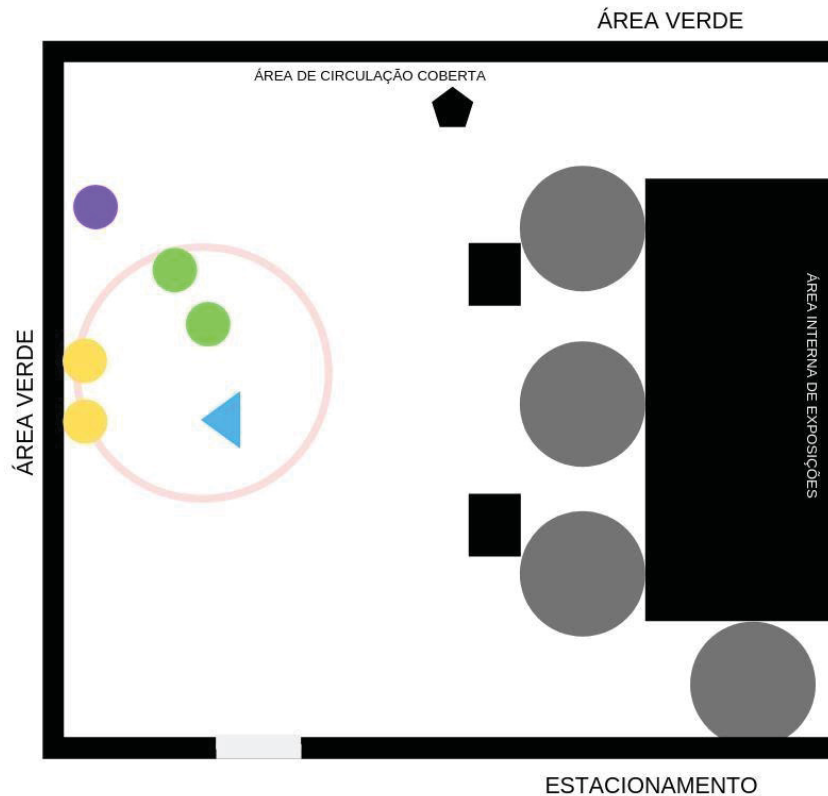 ÁREA VERDE
ÁREA DE CIRCULAÇÃO COBERTA
ÁREA VERDE
ÁREA INTERNA DE EXPOSIÇÕES
ESTACIONAMENTO